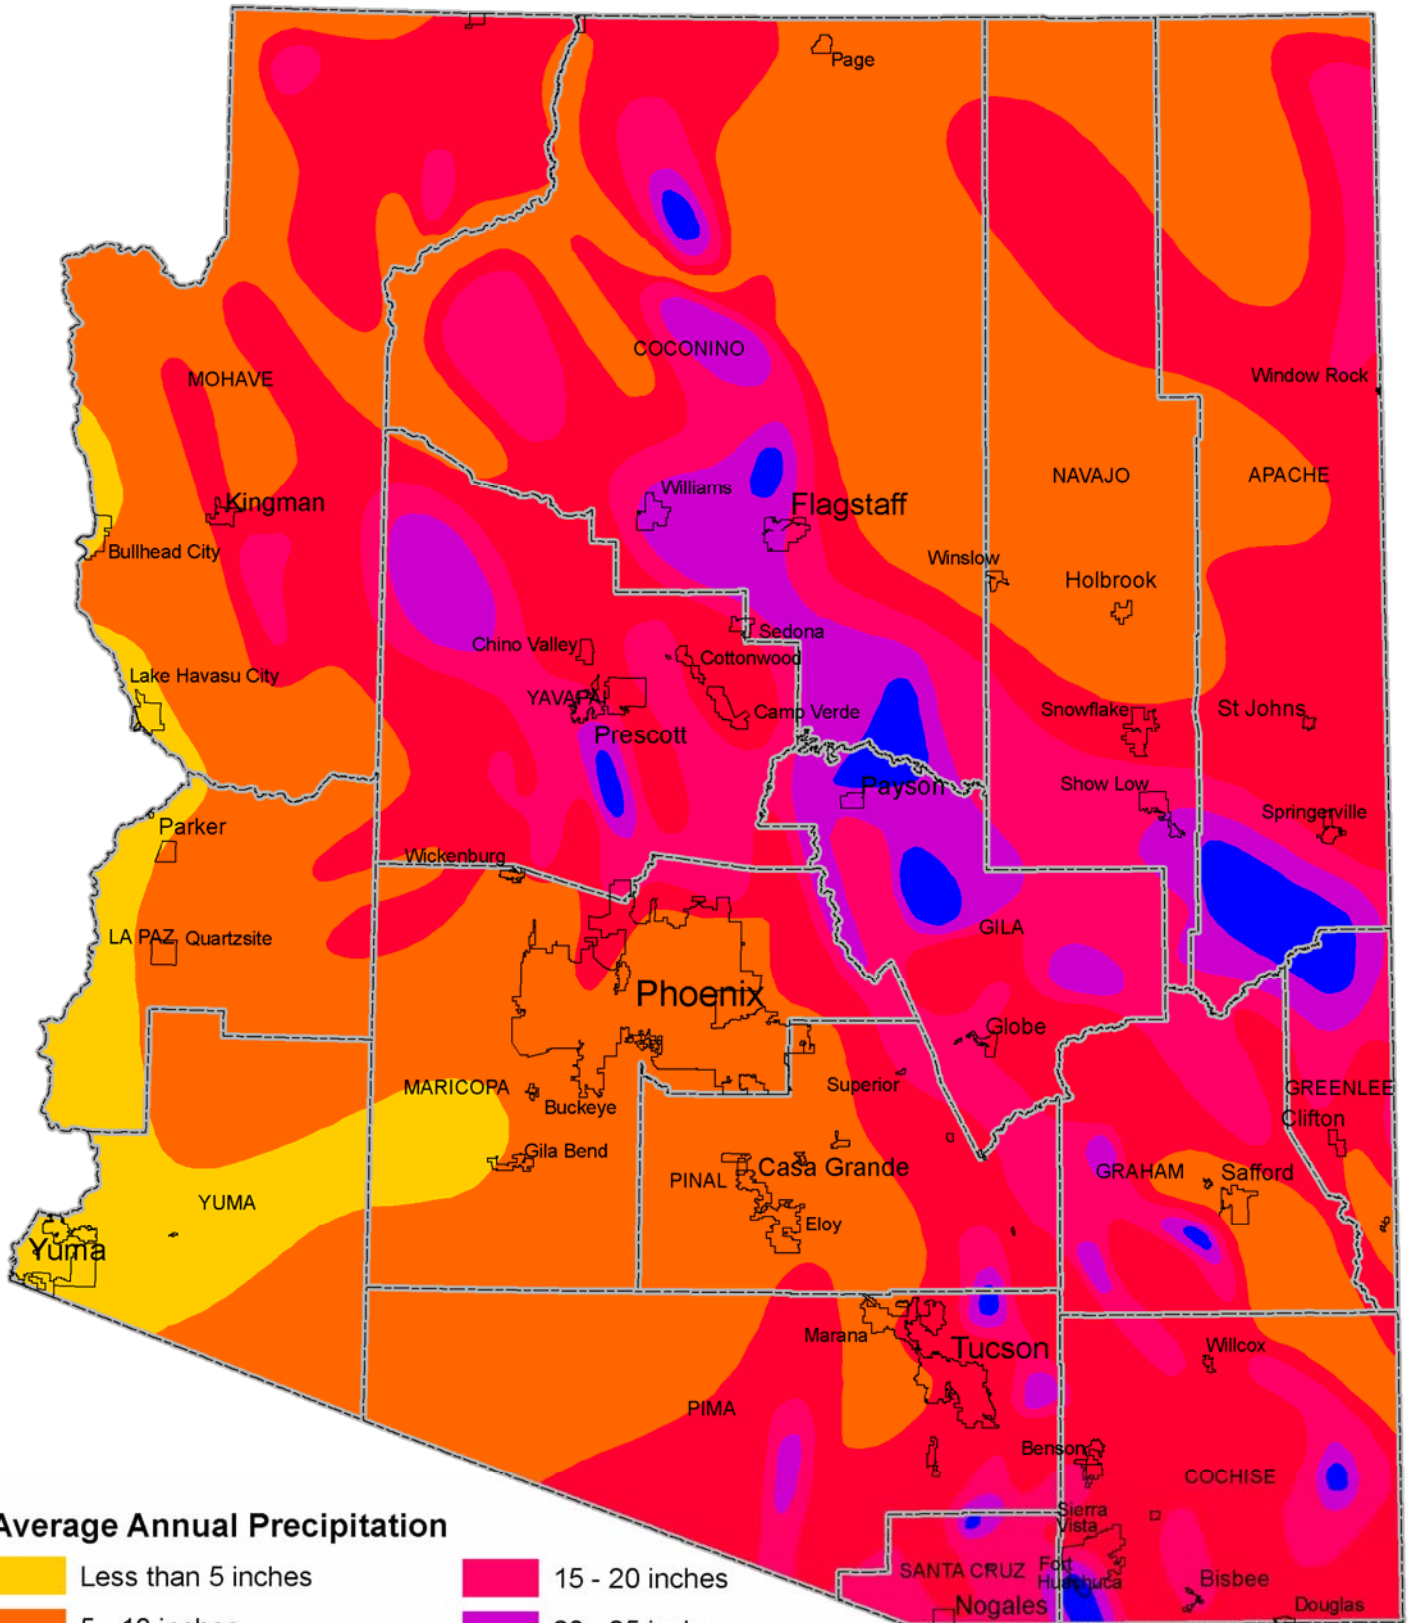 Page
COCONINO
MOHAVE
Window Rock
NAVAJO
APACHE
Williams
Kingman
Flagstaff
Bullhead City
Winslow
Holbrook
Sedona
Chino Valley
Cottonwood
Lake Havasu City
YAVAPAI
Camp Verde
Snowflake
St Johns
Prescott
Payson
Show Low
Springerville
Parker
Wickenburg
GILA
LA PAZ
Quartzsite
Phoenix
Globe
MARICOPA
Superior
GREENLEE
Buckeye
Clifton
Gila Bend
Casa Grande
GRAHAM
Safford
PINAL
YUMA
Eloy
Yuma
Marana
Tucson
Willcox
PIMA
Benson
COCHISE
Sierra
Vista
SANTA CRUZ
Fort
Huachuca
Bisbee
Nogales
Douglas
Average Annual Precipitation
Less than 5 inches
15 - 20 inches